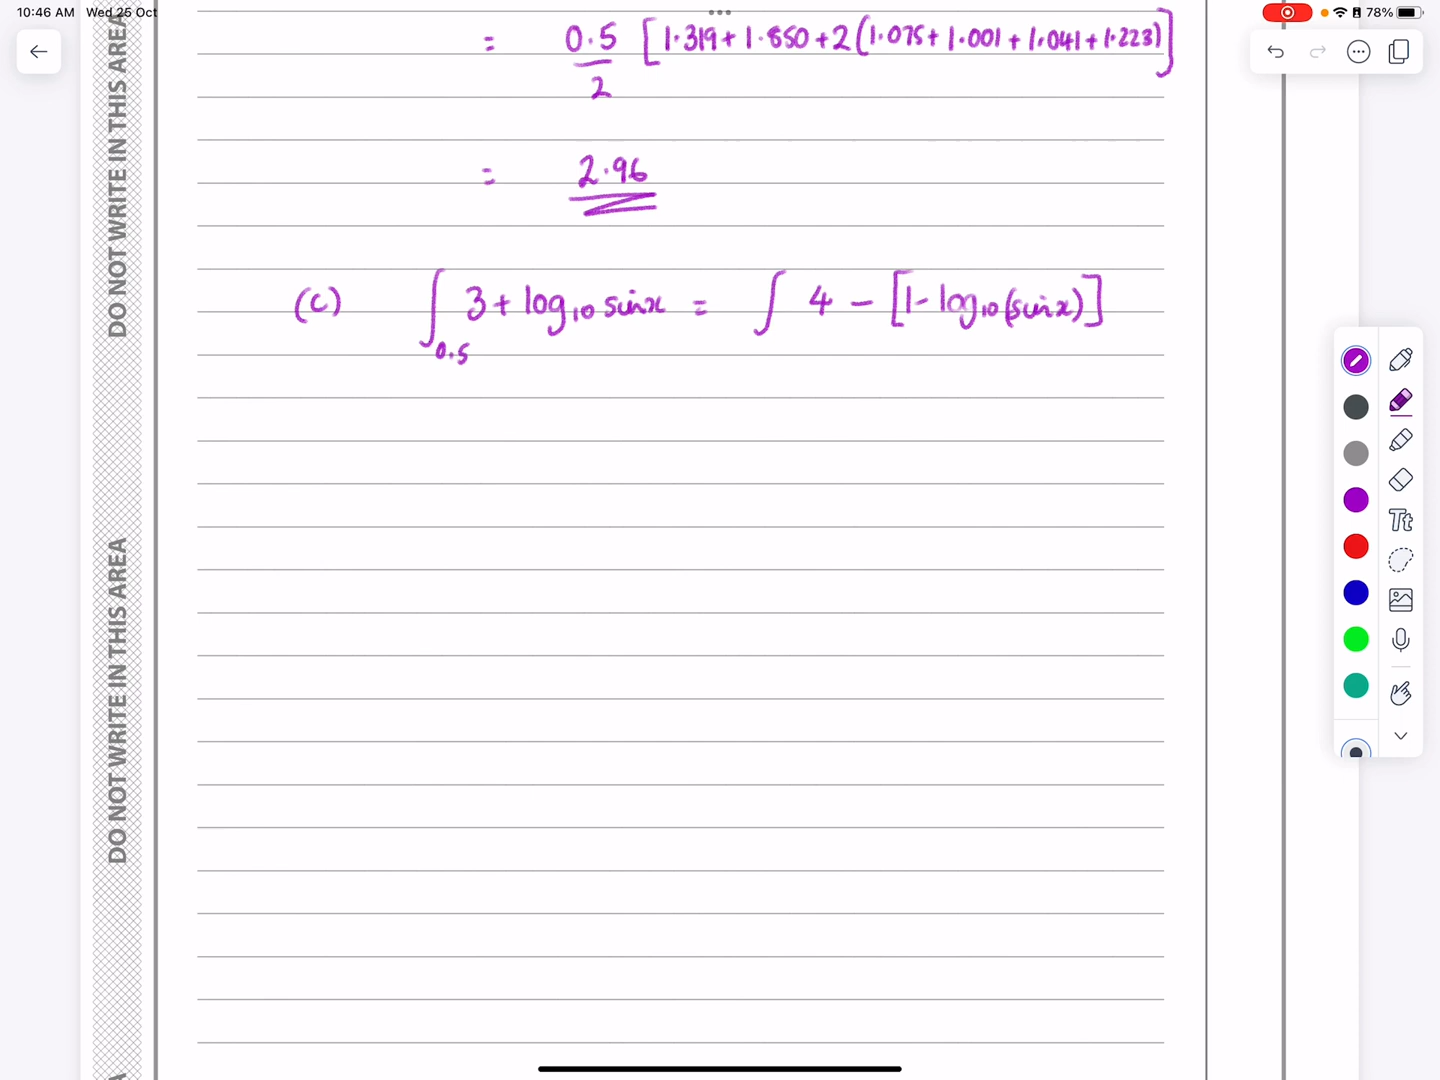 10:46 AM Wed 25 Oct
78%
= 0.5/2 [1.319 + 1.850 + 2(1.075 + 1.001 + 1.041 + 1.223)]
= 2.96
(c) ∫_{0.5} 3 + log₁₀ sinx = ∫ 4 − [1 - log₁₀(sinx)]
DO NOT WRITE IN THIS AREA
DO NOT WRITE IN THIS AREA
Tt